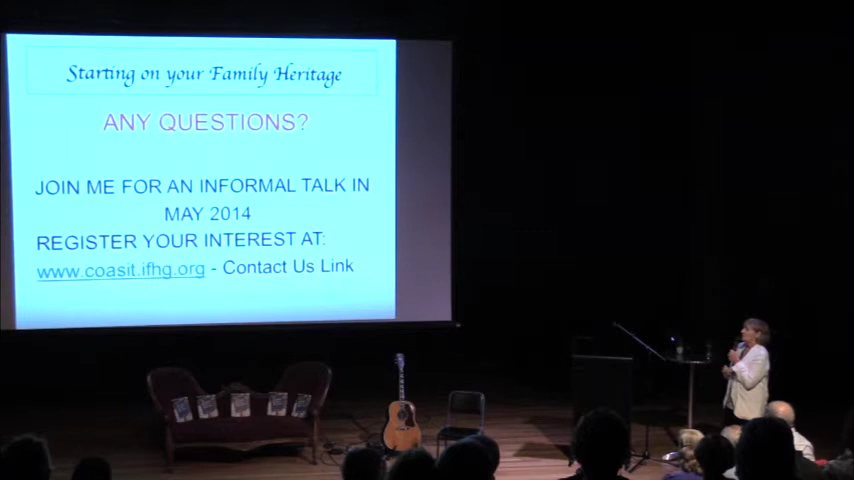 Starting on your Family Heritage
ANY QUESTIONS?
JOIN ME FOR AN INFORMAL TALK IN
MAY 2014
REGISTER YOUR INTEREST AT:
www.coasit.ifhg.org - Contact Us Link